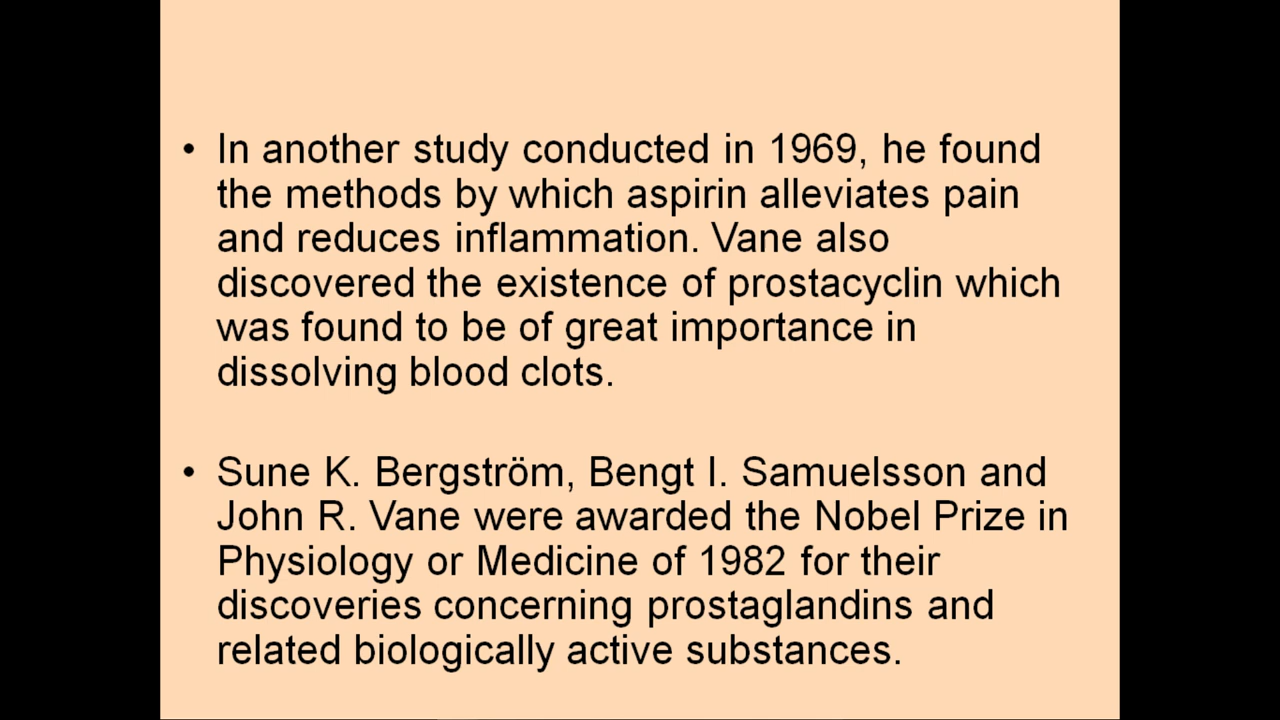 • In another study conducted in 1969, he found
the methods by which aspirin alleviates pain
and reduces inflammation. Vane also
discovered the existence of prostacyclin which
was found to be of great importance in
dissolving blood clots.
• Sune K. Bergström, Bengt I. Samuelsson and
John R. Vane were awarded the Nobel Prize in
Physiology or Medicine of 1982 for their
discoveries concerning prostaglandins and
related biologically active substances.